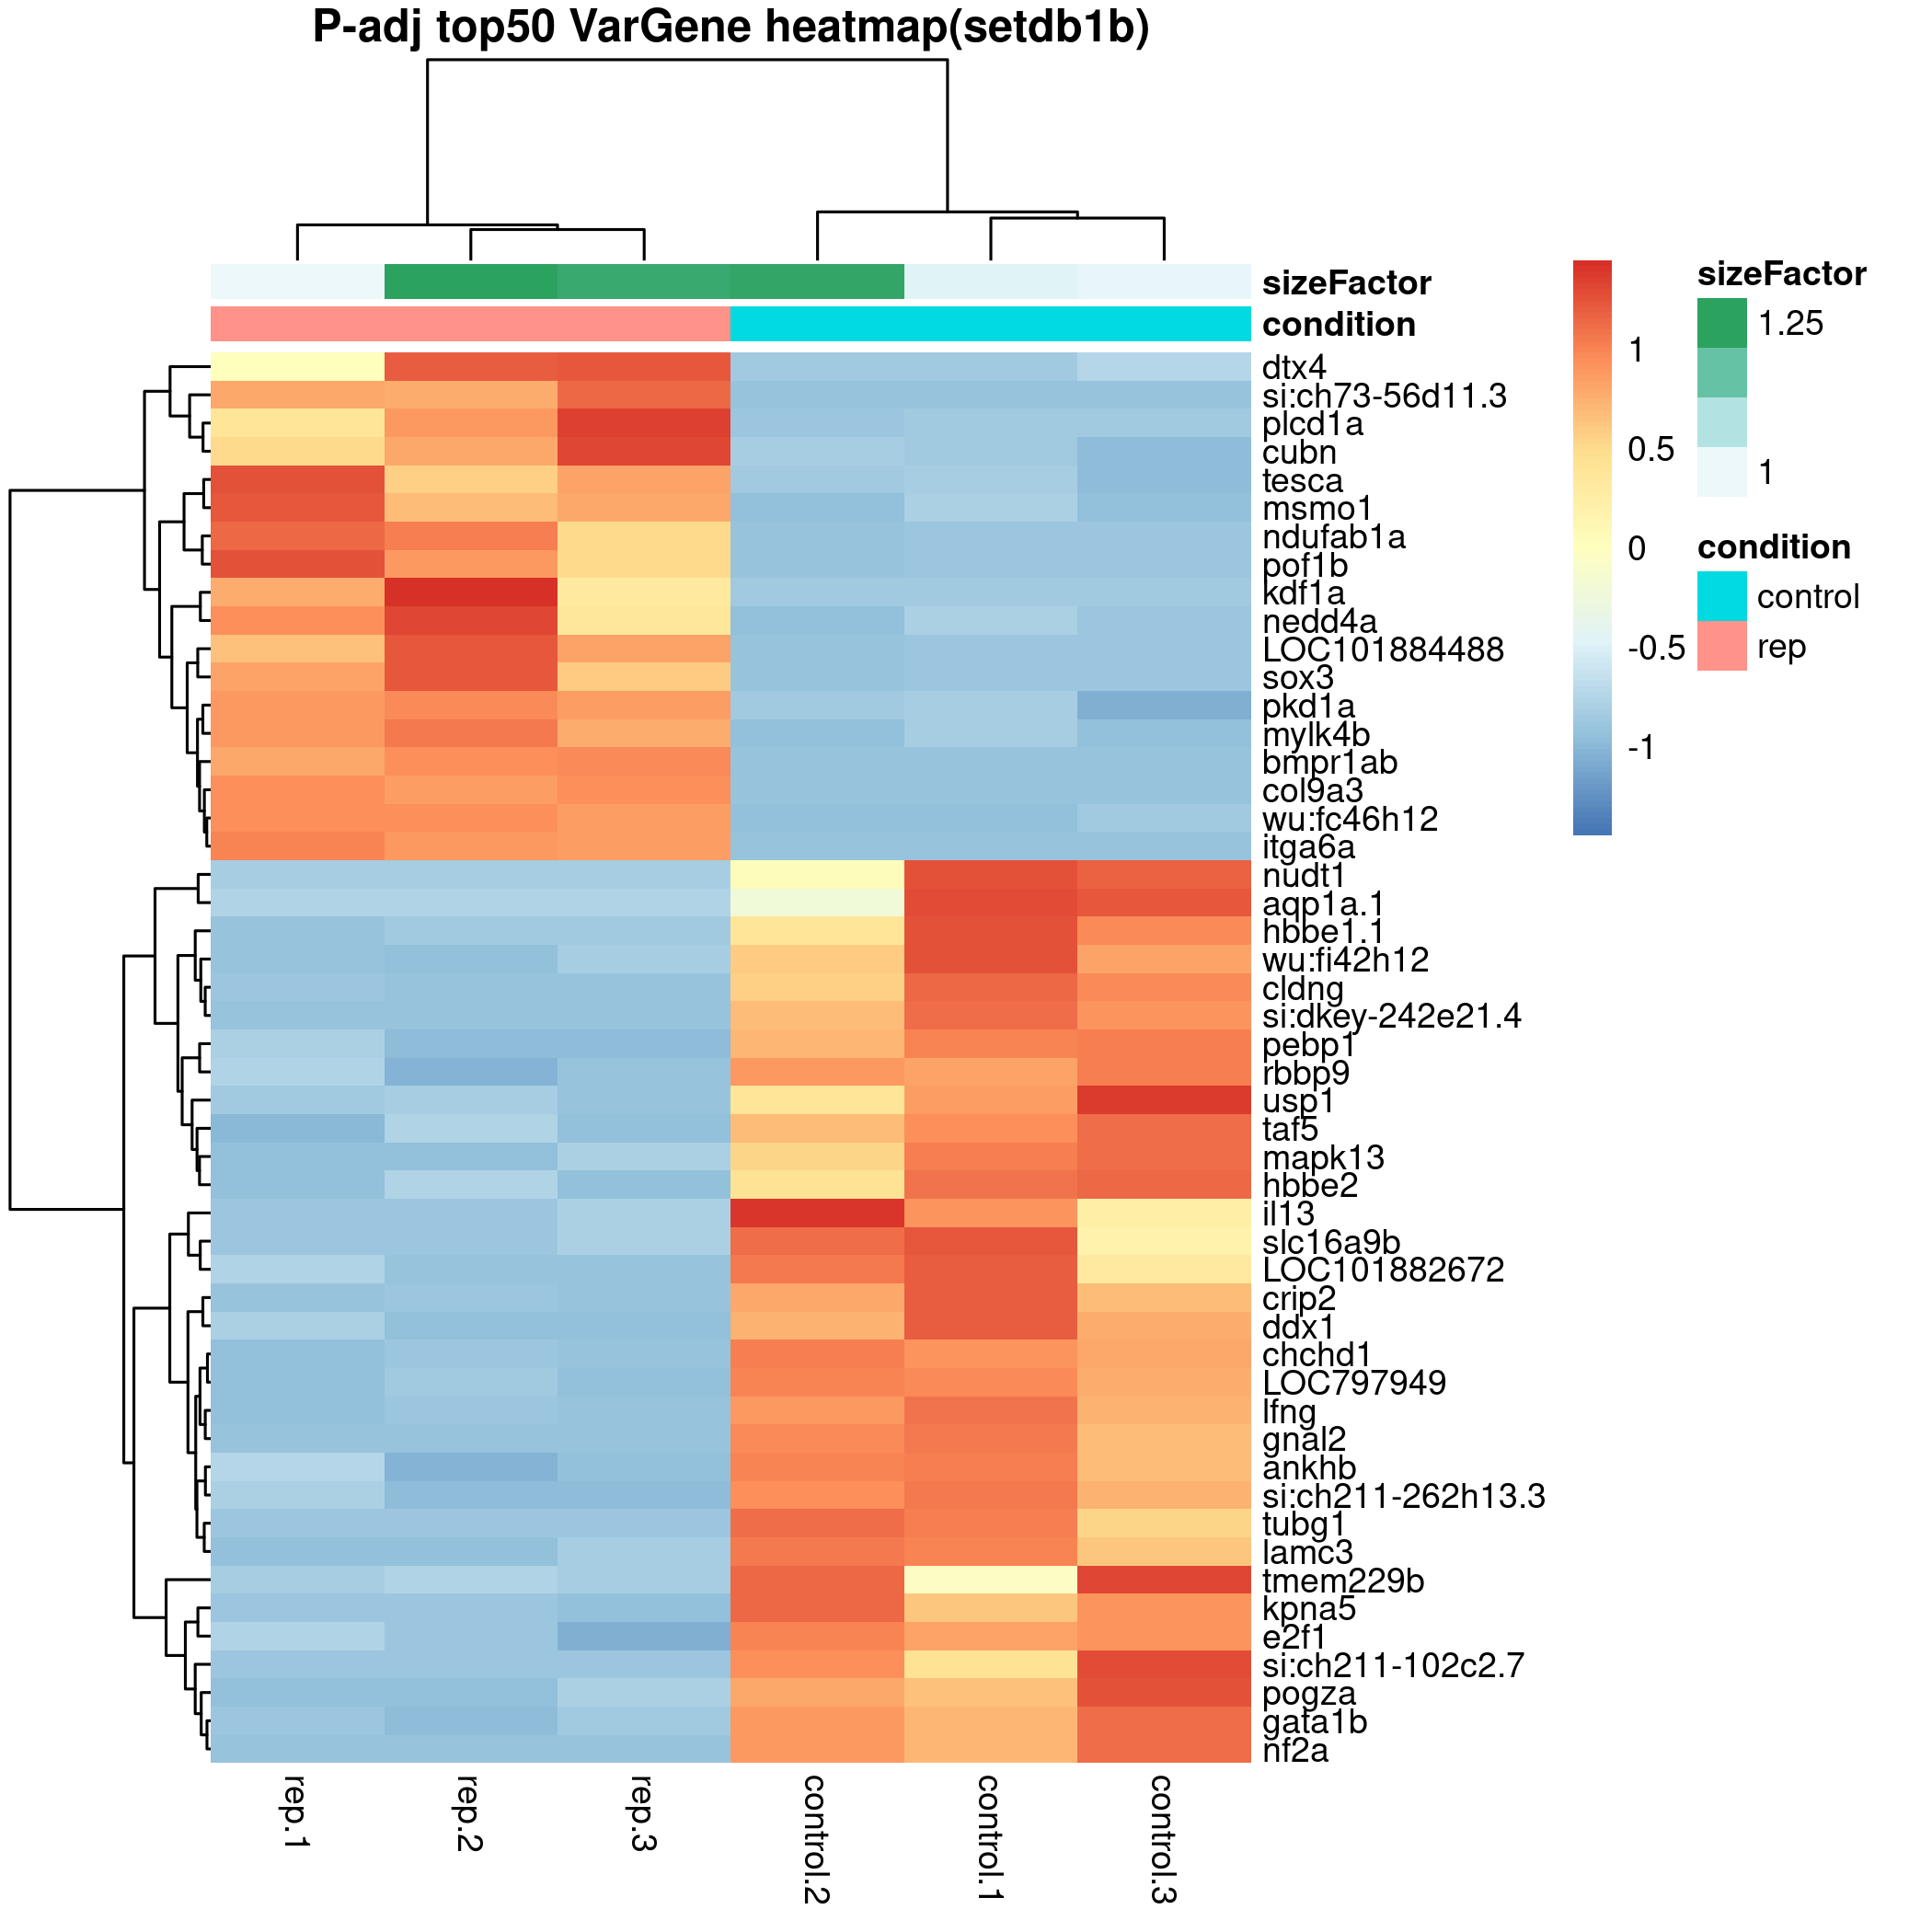 P-adj top50 VarGene heatmap(setdb1b)
sizeFactor
condition
dtx4
si:ch73-56d11.3
plcd1a
cubn
tesca
msmo1
ndufab1a
pof1b
kdf1a
nedd4a
LOC101884488
sox3
pkd1a
mylk4b
bmpr1ab
col9a3
wu:fc46h12
itga6a
nudt1
aqp1a.1
hbbe1.1
wu:fi42h12
cldng
si:dkey-242e21.4
pebp1
rbbp9
usp1
taf5
mapk13
hbbe2
il13
slc16a9b
LOC101882672
crip2
ddx1
chchd1
LOC797949
lfng
gnal2
ankhb
si:ch211-262h13.3
tubg1
lamc3
tmem229b
kpna5
e2f1
si:ch211-102c2.7
pogza
gata1b
nf2a
rep.1
rep.2
rep.3
control.2
control.1
control.3
1
0.5
0
-0.5
-1
sizeFactor
1.25
1
condition
control
rep